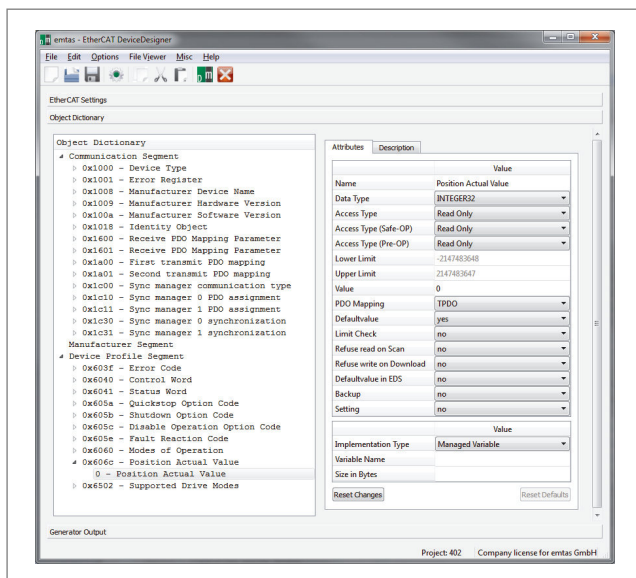 emtas - EtherCAT DeviceDesigner
File Edit Options File Viewer Misc Help
EtherCAT Settings
Object Dictionary
Object Dictionary
Communication Segment
0x1000 - Device Type
0x1001 - Error Register
0x1008 - Manufacturer Device Name
0x1009 - Manufacturer Hardware Version
0x100a - Manufacturer Software Version
0x1018 - Identity Object
0x1600 - Receive PDO Mapping Parameter
0x1601 - Receive PDO Mapping Parameter
0x1a00 - First transmit PDO mapping
0x1a01 - Second transmit PDO mapping
0x1c00 - Sync manager communication type
0x1c10 - Sync manager 0 PDO assignment
0x1c11 - Sync manager 1 PDO assignment
0x1c30 - Sync manager 0 synchronization
0x1c31 - Sync manager 1 synchronization
Manufacturer Segment
Device Profile Segment
0x603f - Error Code
0x6040 - Control Word
0x6041 - Status Word
0x605a - Quickstop Option Code
0x605b - Shutdown Option Code
0x605c - Disable Operation Option Code
0x605e - Fault Reaction Code
0x6060 - Modes of Operation
0x606c - Position Actual Value
0 - Position Actual Value
0x6502 - Supported Drive Modes
Attributes Description
Value
Name Position Actual Value
Data Type INTEGER32
Access Type Read Only
Access Type (Safe-OP) Read Only
Access Type (Pre-OP) Read Only
Lower Limit -2147483648
Upper Limit 2147483647
Value 0
PDO Mapping TPDO
Defaultvalue yes
Limit Check no
Refuse read on Scan no
Refuse write on Download no
Defaultvalue in EDS no
Backup no
Setting no
Value
Implementation Type Managed Variable
Variable Name
Size in Bytes
Reset Changes Reset Defaults
Generator Output
Project: 402 Company license for emtas GmbH